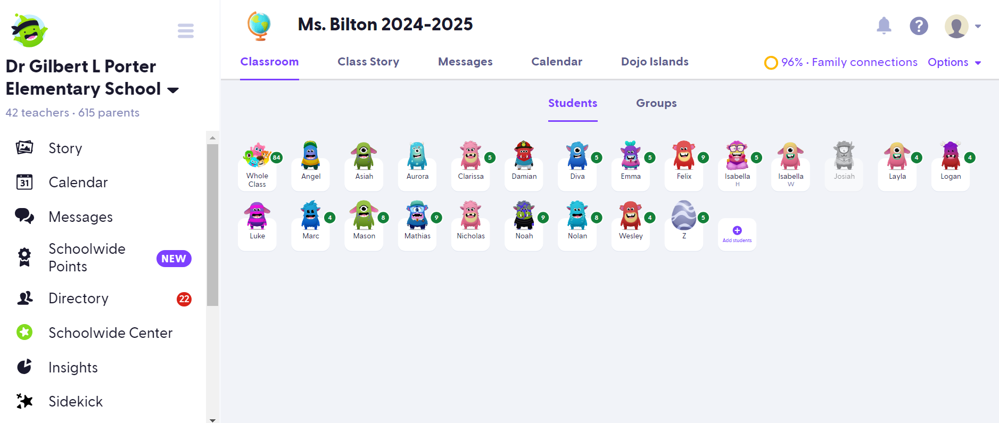 Dr Gilbert L Porter
Elementary School
42 teachers · 615 parents
Story
31
Calendar
Messages
Schoolwide
Points
NEW
Directory
22
Schoolwide Center
Insights
Sidekick
Ms. Bilton 2024-2025
?
Classroom
Class Story
Messages
Calendar
Dojo Islands
96% · Family connections
Options
Students
Groups
84
Whole
Class
Angel
Asiah
Aurora
5
Clarissa
Damian
5
Diva
5
Emma
9
Felix
5
Isabella
H
Isabella
W
Josiah
4
Layla
4
Logan
Luke
4
Marc
8
Mason
9
Mathias
Nicholas
9
Noah
8
Nolan
4
Wesley
5
Z
Add students